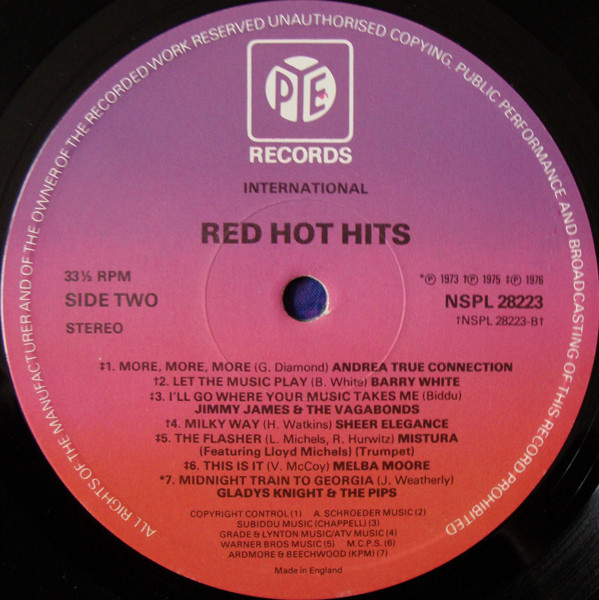 ALL RIGHTS OF THE MANUFACTURER AND OF THE OWNER OF THE RECORDED WORK RESERVED UNAUTHORISED COPYING, PUBLIC PERFORMANCE AND BROADCASTING OF THIS RECORD PROHIBITED
PYE
RECORDS
INTERNATIONAL
RED HOT HITS
33⅓ RPM
SIDE TWO
STEREO
*℗ 1973 †℗ 1975 ‡℗ 1976
NSPL 28223
†NSPL 28223-B†
‡1. MORE, MORE, MORE (G. Diamond) ANDREA TRUE CONNECTION
†2. LET THE MUSIC PLAY (B. White) BARRY WHITE
‡3. I'LL GO WHERE YOUR MUSIC TAKES ME (Biddu)
JIMMY JAMES & THE VAGABONDS
†4. MILKY WAY (H. Watkins) SHEER ELEGANCE
‡5. THE FLASHER (L. Michels, R. Hurwitz) MISTURA
(Featuring Lloyd Michels) (Trumpet)
‡6. THIS IS IT (V. McCoy) MELBA MOORE
*7. MIDNIGHT TRAIN TO GEORGIA (J. Weatherly)
GLADYS KNIGHT & THE PIPS
COPYRIGHT CONTROL (1) A. SCHROEDER MUSIC (2)
SUBIDDU MUSIC (CHAPPELL) (3)
GRADE & LYNTON MUSIC/ATV MUSIC (4)
WARNER BROS MUSIC (5) M.C.P.S. (6)
ARDMORE & BEECHWOOD (KPM) (7)
Made in England